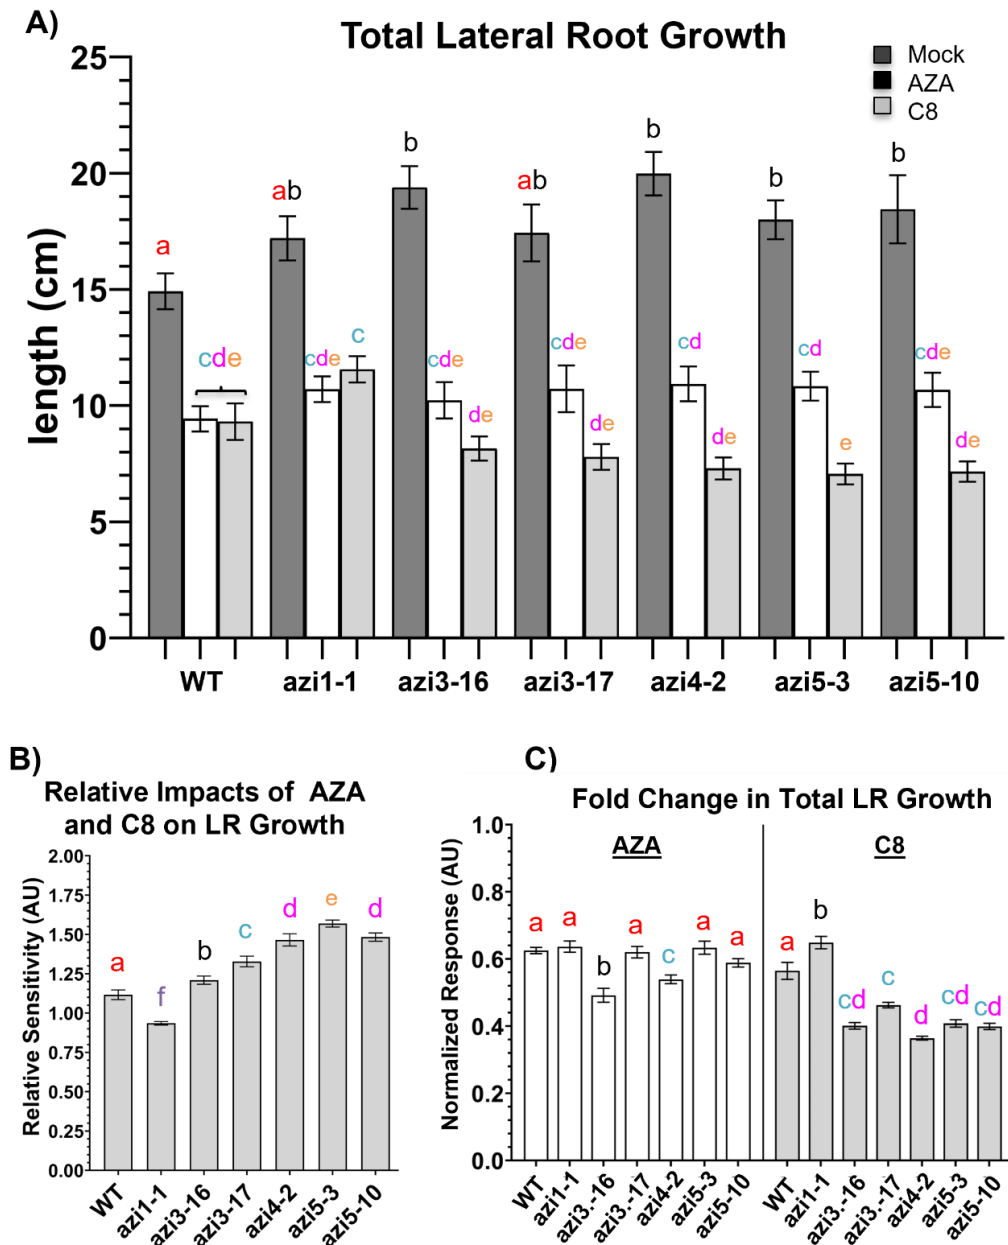 A)
Total Lateral Root Growth
Mock
AZA
C8
length (cm)
25
20
15
10
5
0
a
cde
ab
cde
c
b
cde
de
ab
cde
de
b
cd
de
b
cd
e
b
cde
de
WT
azi1-1
azi3-16
azi3-17
azi4-2
azi5-3
azi5-10
B)
Relative Impacts of AZA
and C8 on LR Growth
Relative Sensitivity (AU)
2.00
1.75
1.50
1.25
1.00
0.75
0.50
0.25
0.00
a
f
b
c
d
e
d
WT
azi1-1
azi3-16
azi3-17
azi4-2
azi5-3
azi5-10
C)
Fold Change in Total LR Growth
Normalized Response (AU)
1.0
0.8
0.6
0.4
0.2
0.0
AZA
C8
a
a
b
a
c
a
a
a
b
cd
c
d
cd
cd
WT
azi1-1
azi3.-16
azi3.-17
azi4-2
azi5-3
azi5-10
WT
azi1-1
azi3.-16
azi3.-17
azi4-2
azi5-3
azi5-10